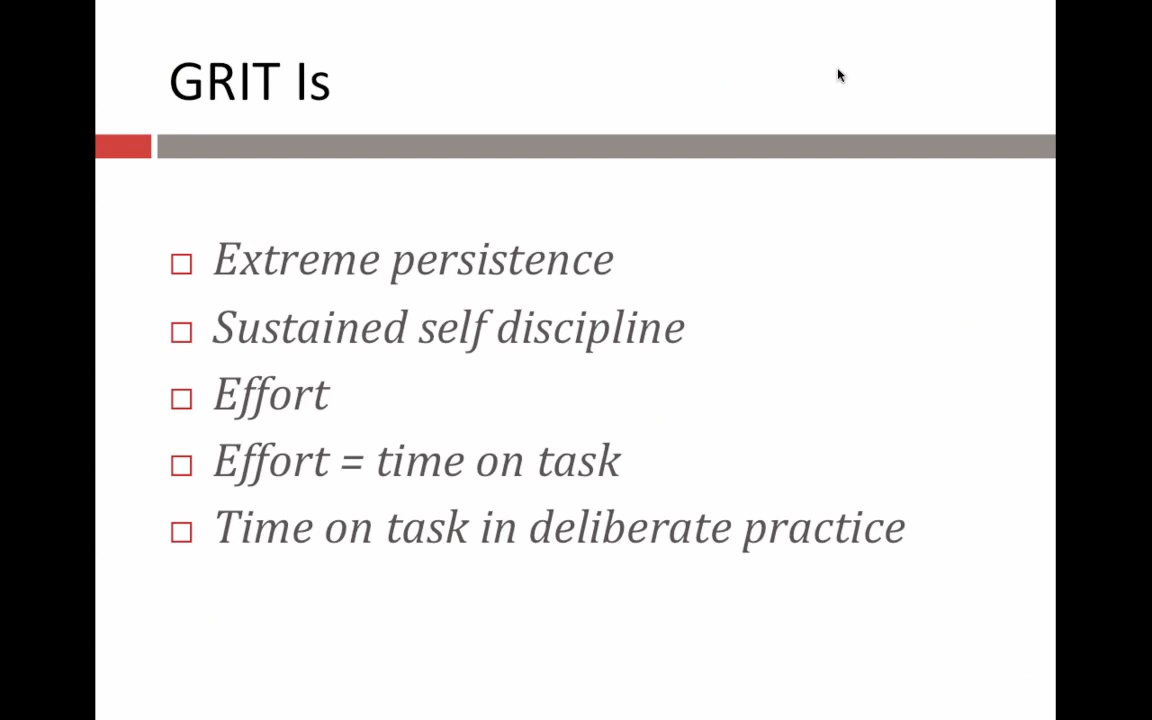 GRIT Is
Extreme persistence
Sustained self discipline
Effort
Effort = time on task
Time on task in deliberate practice